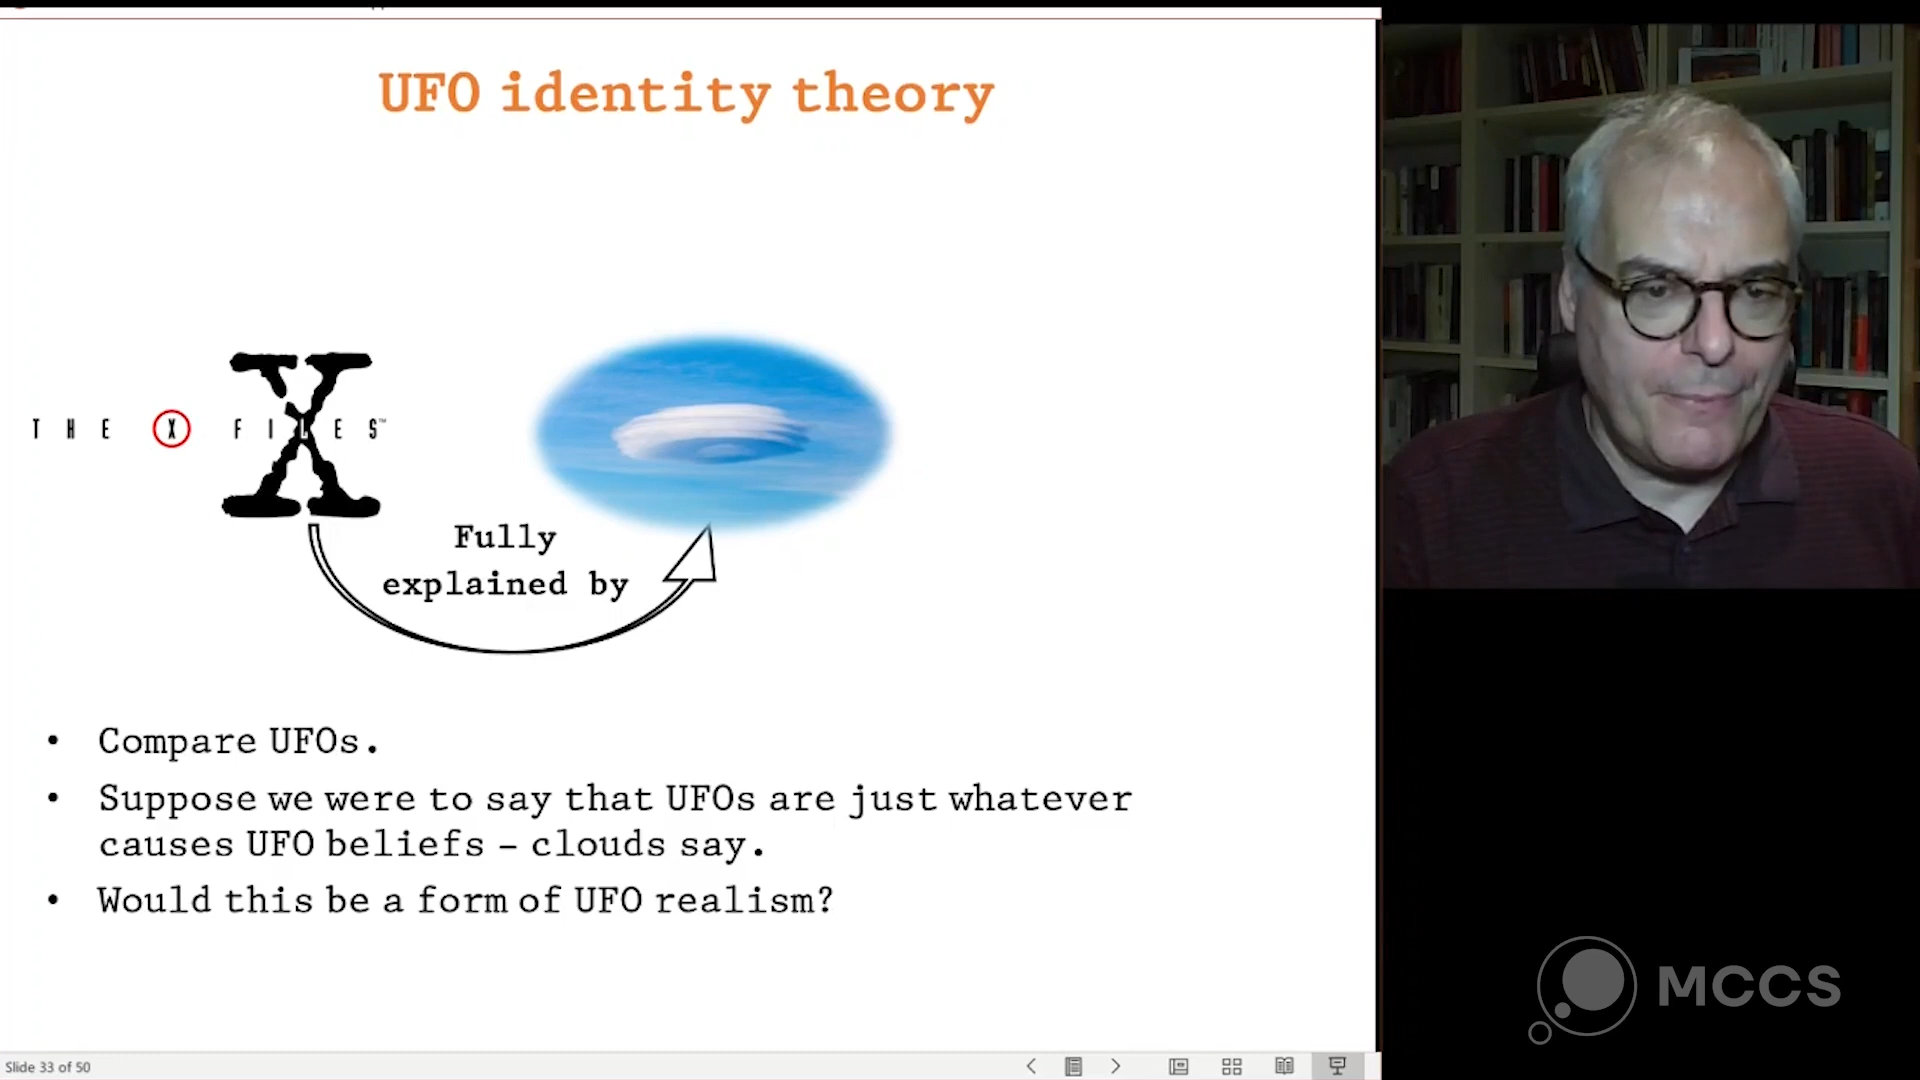 UFO identity theory
THE X FILES™
X
Fully
explained by
• Compare UFOs.
• Suppose we were to say that UFOs are just whatever
causes UFO beliefs – clouds say.
• Would this be a form of UFO realism?
MCCS
Slide 33 of 50